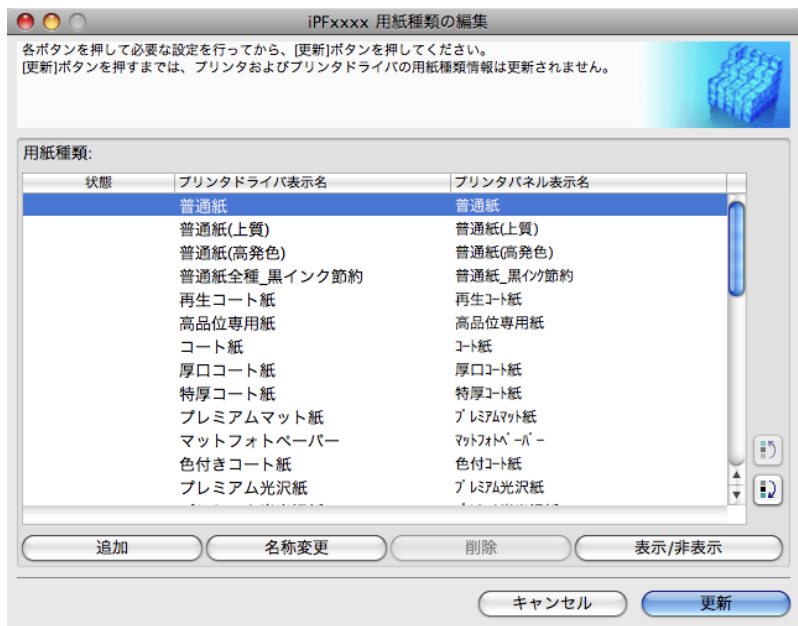 iPFxxxx 用紙種類の編集
各ボタンを押して必要な設定を行ってから、[更新]ボタンを押してください。
[更新]ボタンを押すまでは、プリンタおよびプリンタドライバの用紙種類情報は更新されません。
用紙種類:
状態 プリンタドライバ表示名 プリンタパネル表示名
普通紙 普通紙
普通紙(上質) 普通紙(上質)
普通紙(高発色) 普通紙(高発色)
普通紙全種_黒インク節約 普通紙_黒ｲﾝｸ節約
再生コート紙 再生ｺｰﾄ紙
高品位専用紙 高品位専用紙
コート紙 ｺｰﾄ紙
厚口コート紙 厚口ｺｰﾄ紙
特厚コート紙 特厚ｺｰﾄ紙
プレミアムマット紙 ﾌﾟﾚﾐｱﾑﾏｯﾄ紙
マットフォトペーパー ﾏｯﾄﾌｫﾄﾍﾟｰﾊﾟｰ
色付きコート紙 色付ｺｰﾄ紙
プレミアム光沢紙 ﾌﾟﾚﾐｱﾑ光沢紙
追加 名称変更 削除 表示/非表示
キャンセル 更新